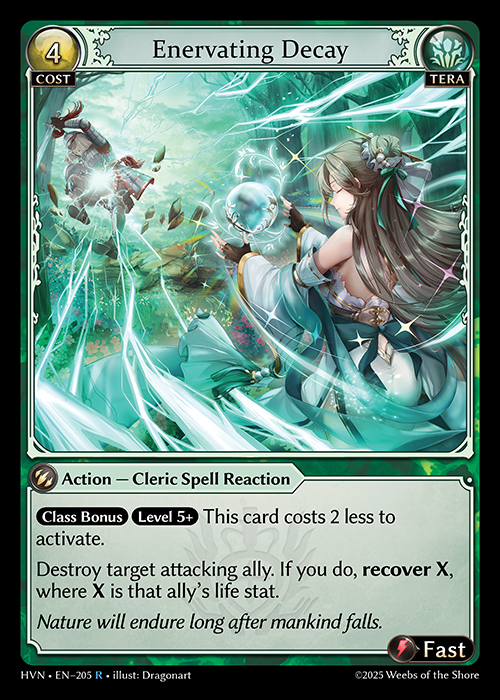 4
Enervating Decay
COST
TERA
Action — Cleric Spell Reaction
Class Bonus Level 5+ This card costs 2 less to
activate.
Destroy target attacking ally. If you do, recover X,
where X is that ally's life stat.
Nature will endure long after mankind falls.
Fast
HVN • EN-205 R • illust: Dragonart
©2025 Weebs of the Shore